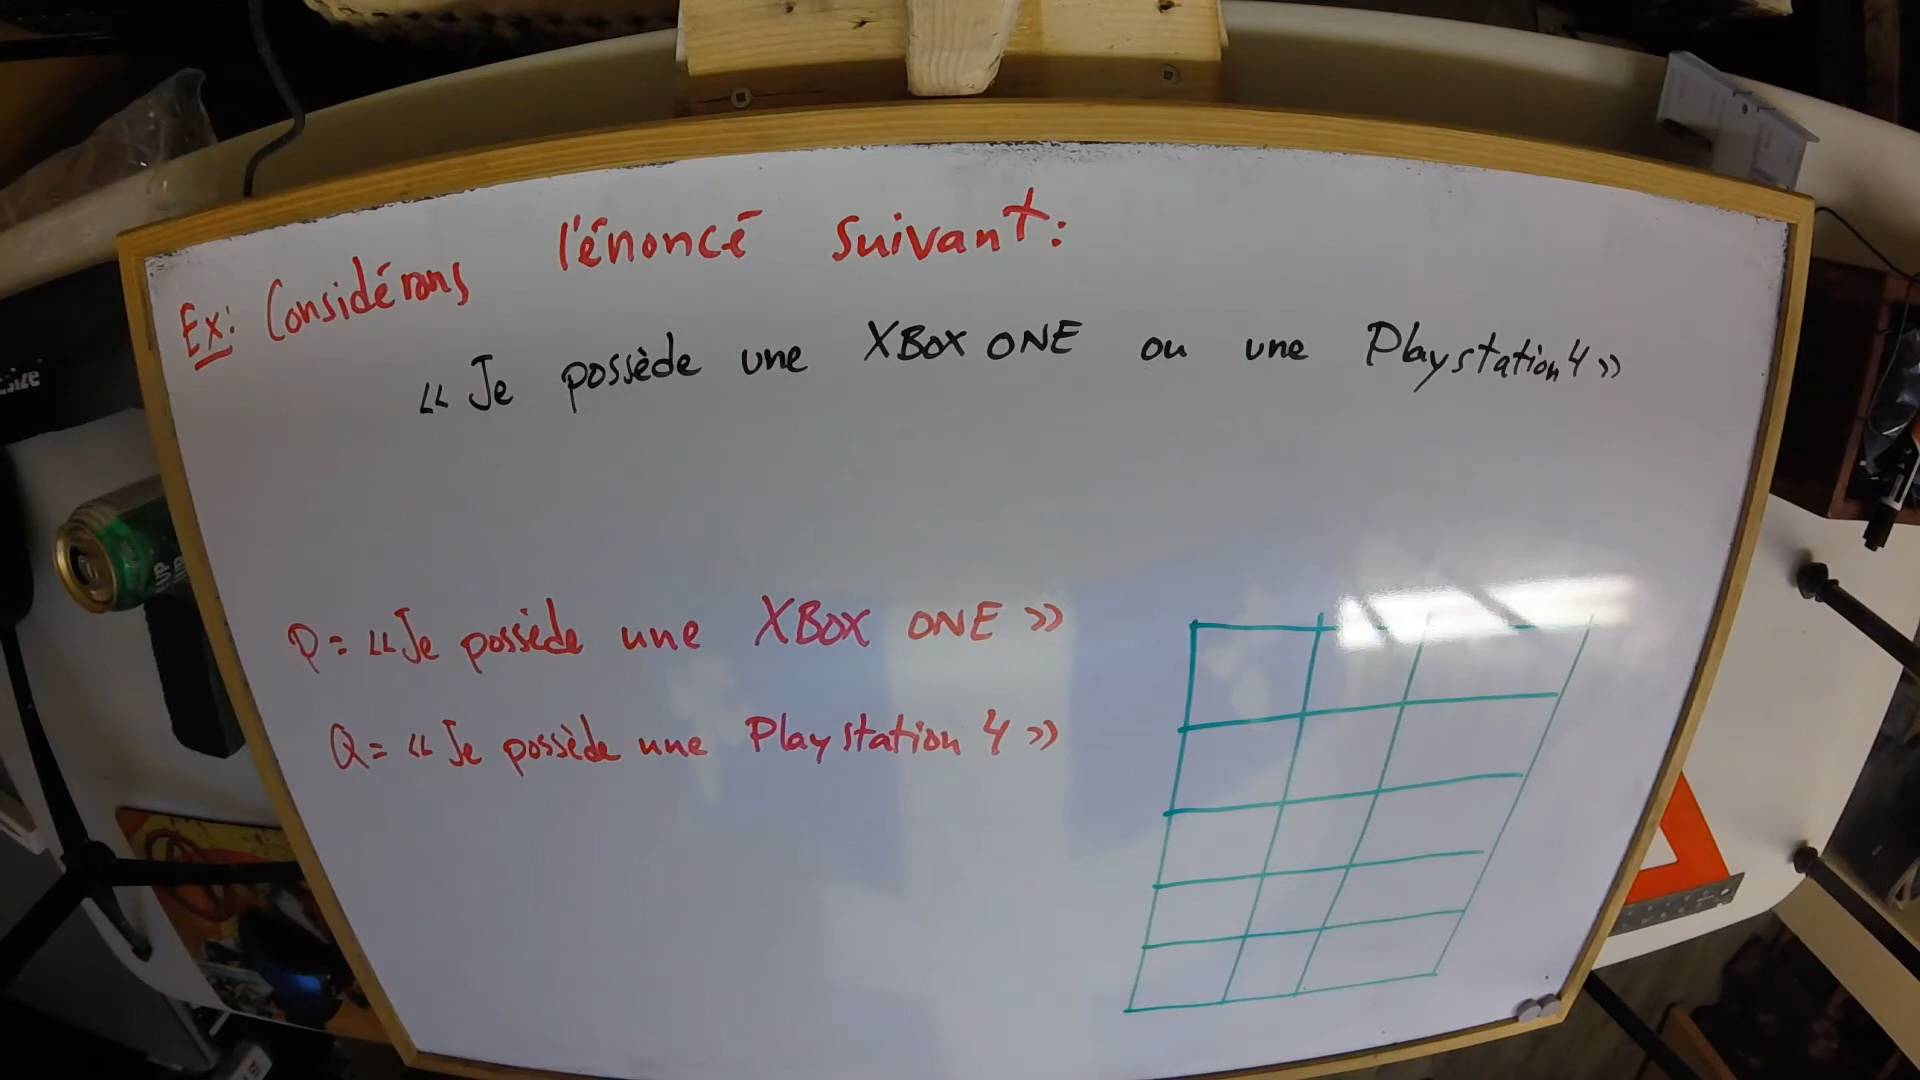 Ex: Considérons l'énoncé suivant:
« Je possède une XBOX ONE ou une Playstation 4 »
P = « Je possède une XBOX ONE »
Q = « Je possède une Playstation 4 »